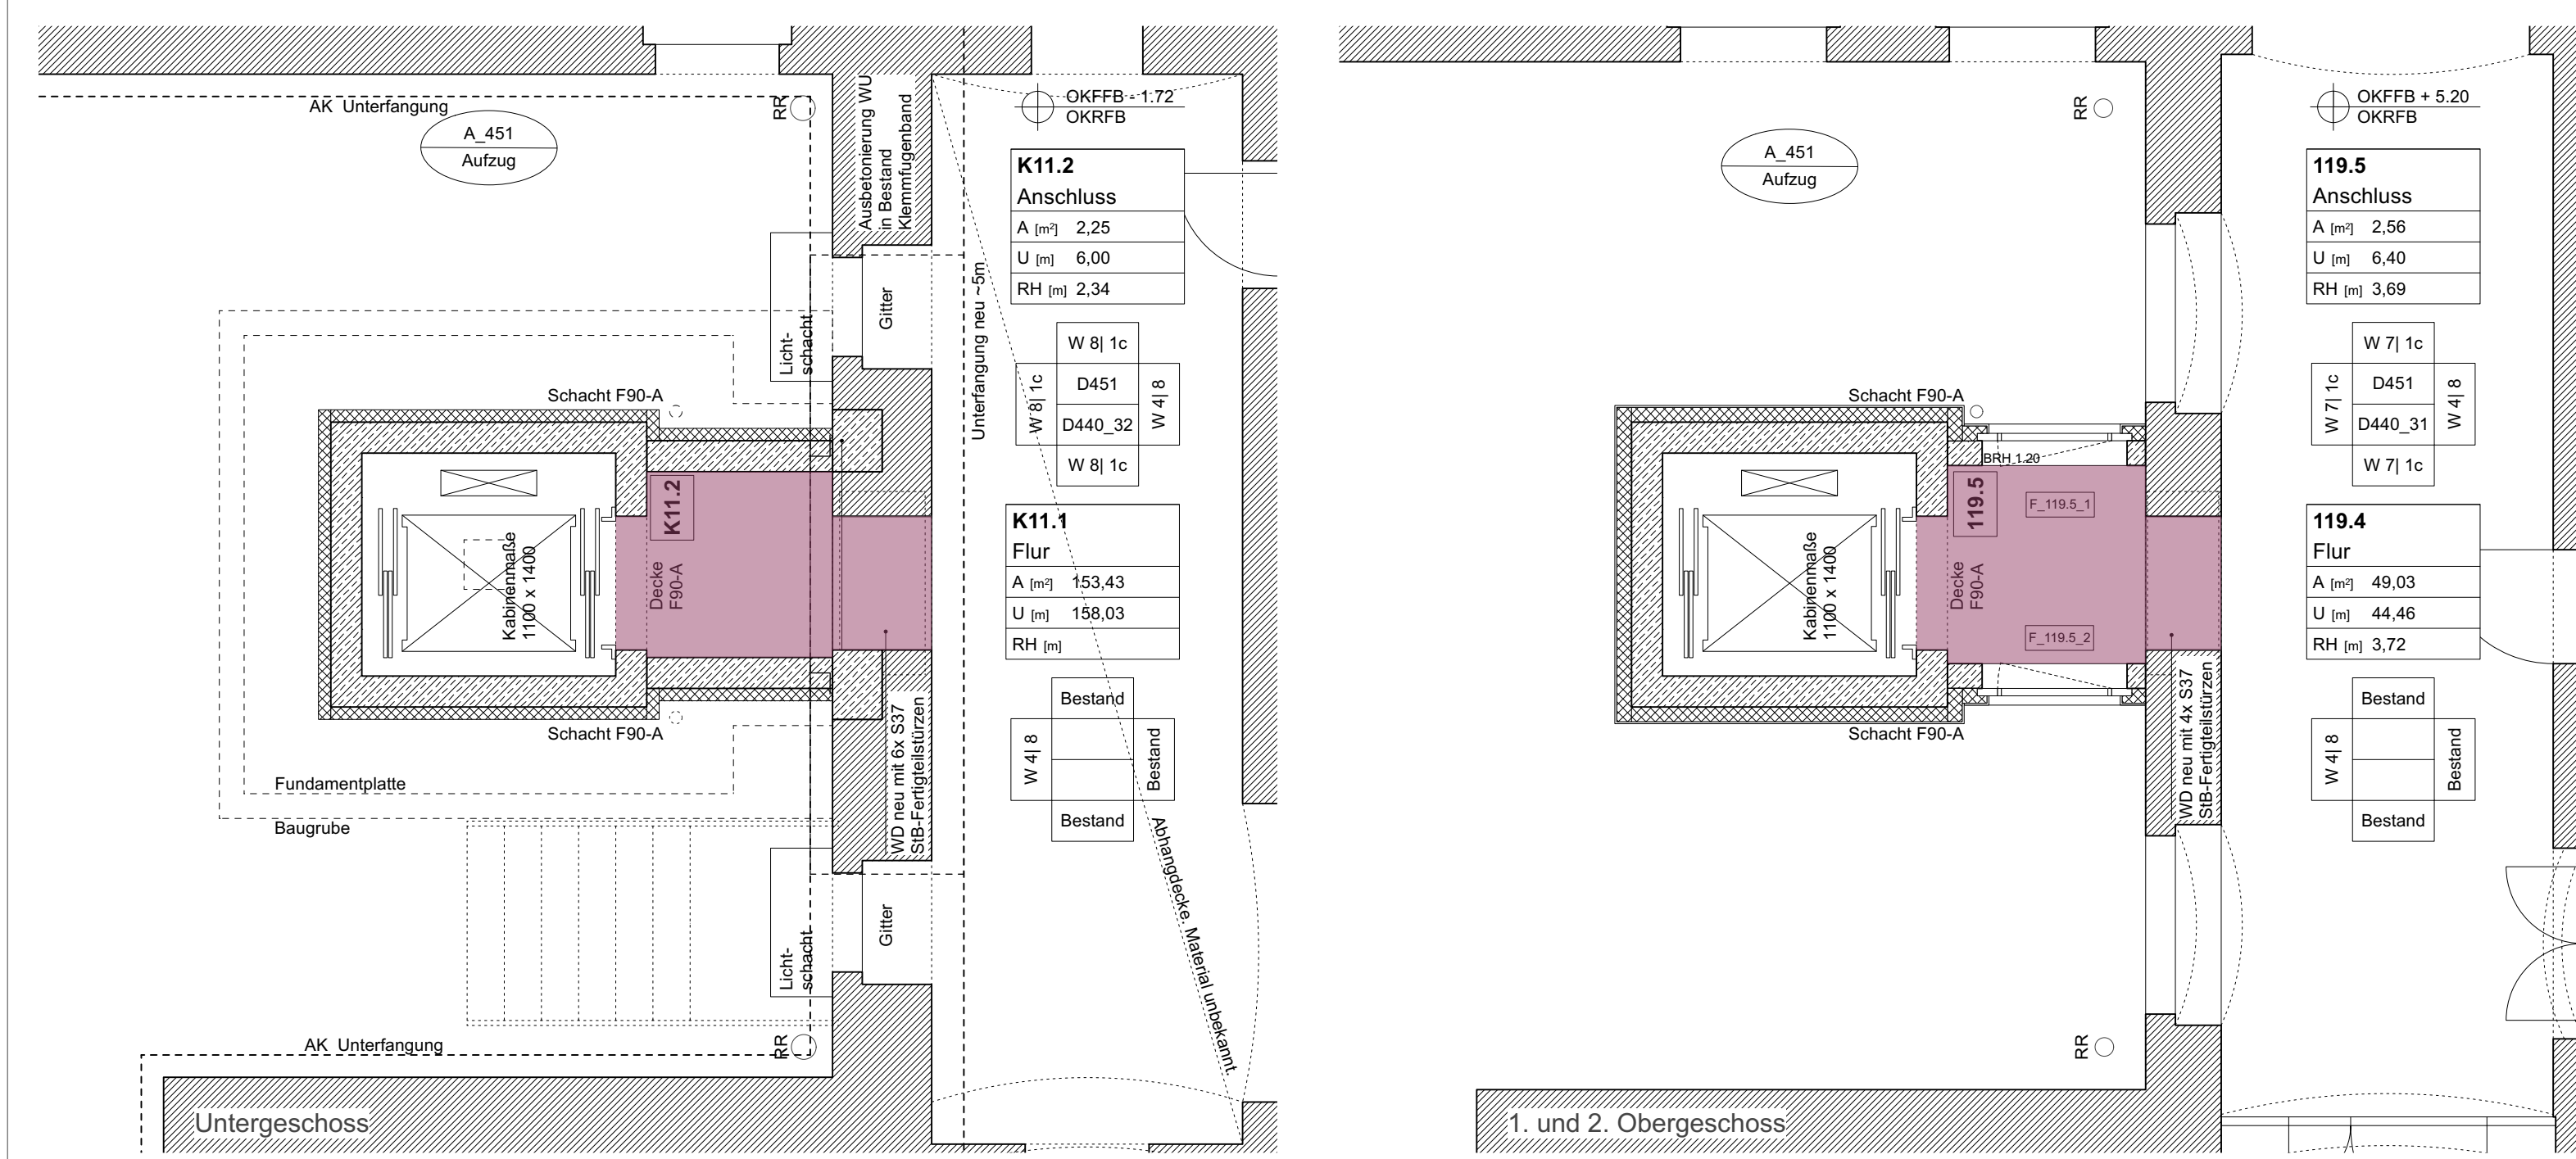 AK Unterfangung
A_451
Aufzug
RR
Ausbetonierung WU
in Bestand
Klemmfugenband
OKFFB - 1.72
OKRFB
K11.2
Anschluss
A [m²] 2,25
U [m] 6,00
RH [m] 2,34
Licht-
schacht
Gitter
Unterfangung neu ~5m
W 8| 1c
W 8| 1c
D451
D440_32
W 4| 8
W 8| 1c
Schacht F90-A
K11.2
Decke
F90-A
Kabinenmaße
1100 x 1400
K11.1
Flur
A [m²] 153,43
U [m] 158,03
RH [m]
Bestand
W 4| 8
Bestand
Bestand
Schacht F90-A
WD neu mit 6x S37
StB-Fertigteilstürzen
Fundamentplatte
Baugrube
Abhangdecke. Material unbekannt.
Licht-
schacht
Gitter
AK Unterfangung
RR
Untergeschoss
RR
A_451
Aufzug
OKFFB + 5.20
OKRFB
119.5
Anschluss
A [m²] 2,56
U [m] 6,40
RH [m] 3,69
W 7| 1c
W 7| 1c
D451
D440_31
W 4| 8
W 7| 1c
Schacht F90-A
BRH 1.20
119.5
F_119.5_1
Decke
F90-A
F_119.5_2
Kabinenmaße
1100 x 1400
119.4
Flur
A [m²] 49,03
U [m] 44,46
RH [m] 3,72
Bestand
W 4| 8
Bestand
Bestand
Schacht F90-A
WD neu mit 4x S37
StB-Fertigteilstürzen
RR
1. und 2. Obergeschoss